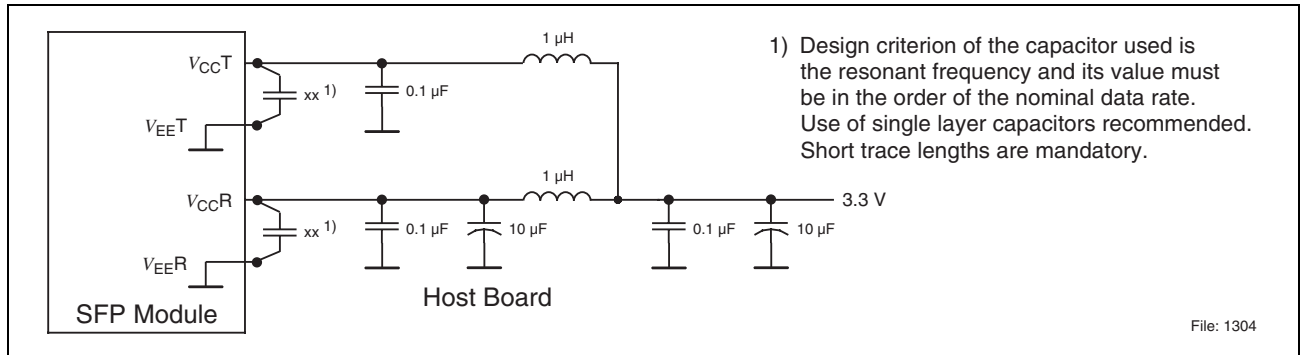 1 µH
1) Design criterion of the capacitor used is
the resonant frequency and its value must
be in the order of the nominal data rate.
Use of single layer capacitors recommended.
Short trace lengths are mandatory.
VCCT
xx 1)
0.1 µF
VEET
1 µH
VCCR
3.3 V
xx 1)
0.1 µF
10 µF
0.1 µF
10 µF
VEER
Host Board
SFP Module
File: 1304